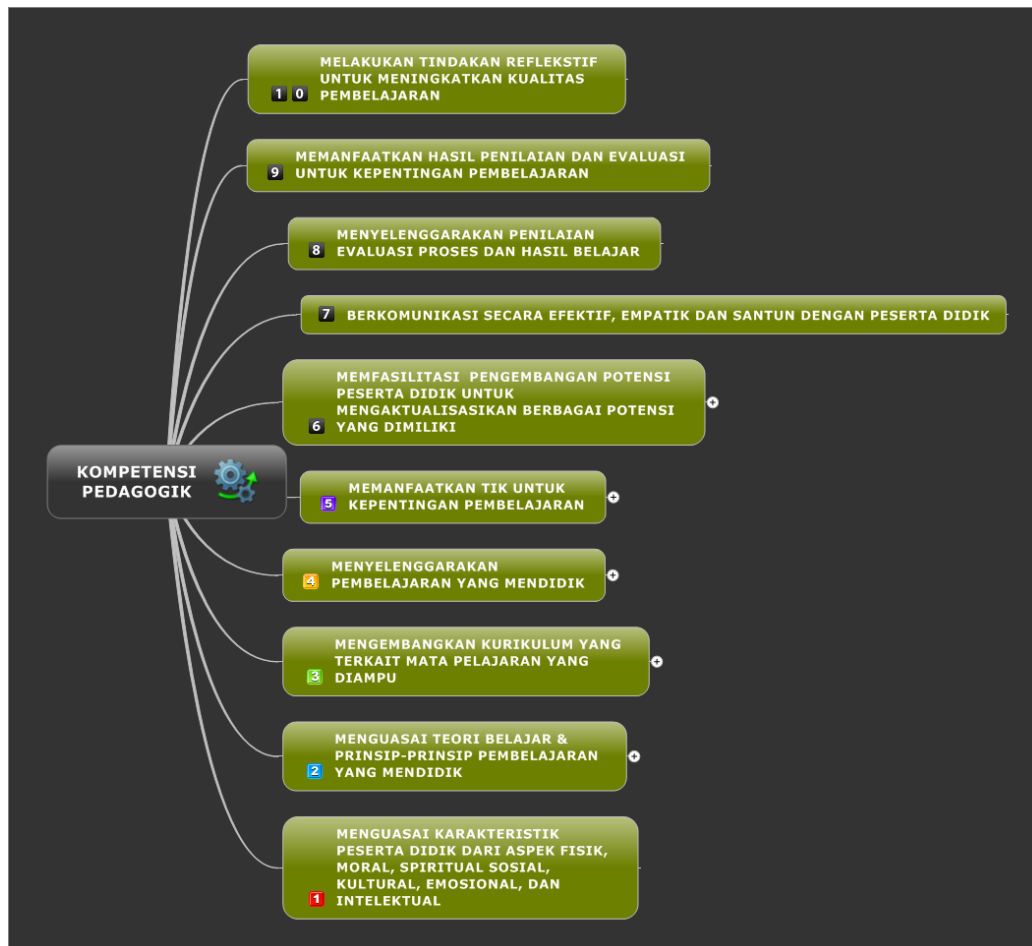 MELAKUKAN TINDAKAN REFLEKSTIF
UNTUK MENINGKATKAN KUALITAS
10 PEMBELAJARAN
MEMANFAATKAN HASIL PENILAIAN DAN EVALUASI
9 UNTUK KEPENTINGAN PEMBELAJARAN
MENYELENGGARAKAN PENILAIAN
8 EVALUASI PROSES DAN HASIL BELAJAR
7 BERKOMUNIKASI SECARA EFEKTIF, EMPATIK DAN SANTUN DENGAN PESERTA DIDIK
MEMFASILITASI PENGEMBANGAN POTENSI
PESERTA DIDIK UNTUK
MENGAKTUALISASIKAN BERBAGAI POTENSI
6 YANG DIMILIKI
KOMPETENSI
PEDAGOGIK
MEMANFAATKAN TIK UNTUK
5 KEPENTINGAN PEMBELAJARAN
MENYELENGGARAKAN
4 PEMBELAJARAN YANG MENDIDIK
MENGEMBANGKAN KURIKULUM YANG
TERKAIT MATA PELAJARAN YANG
3 DIAMPU
MENGUASAI TEORI BELAJAR &
PRINSIP-PRINSIP PEMBELAJARAN
2 YANG MENDIDIK
MENGUASAI KARAKTERISTIK
PESERTA DIDIK DARI ASPEK FISIK,
MORAL, SPIRITUAL SOSIAL,
KULTURAL, EMOSIONAL, DAN
1 INTELEKTUAL